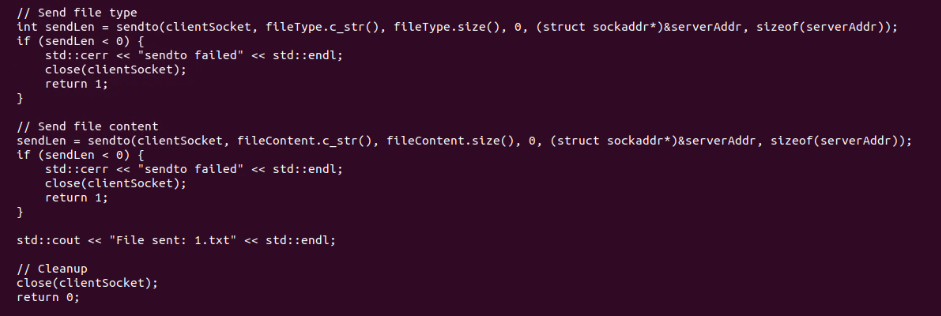 // Send file type
int sendLen = sendto(clientSocket, fileType.c_str(), fileType.size(), 0, (struct sockaddr*)&serverAddr, sizeof(serverAddr));
if (sendLen < 0) {
    std::cerr << "sendto failed" << std::endl;
    close(clientSocket);
    return 1;
}

// Send file content
sendLen = sendto(clientSocket, fileContent.c_str(), fileContent.size(), 0, (struct sockaddr*)&serverAddr, sizeof(serverAddr));
if (sendLen < 0) {
    std::cerr << "sendto failed" << std::endl;
    close(clientSocket);
    return 1;
}

std::cout << "File sent: 1.txt" << std::endl;

// Cleanup
close(clientSocket);
return 0;